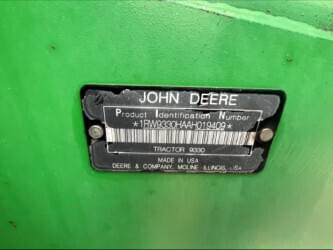 JOHN DEERE
Product Identification Number
*1RW9330HAAH019409*
TRACTOR 9330
MADE IN USA
DEERE & COMPANY, MOLINE ILLINOIS, USA